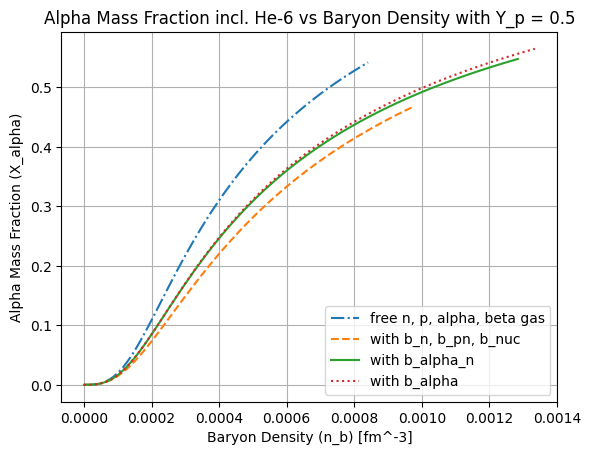 Alpha Mass Fraction incl. He-6 vs Baryon Density with Y_p = 0.5
Alpha Mass Fraction (X_alpha)
0.5
0.4
0.3
0.2
0.1
0.0
free n, p, alpha, beta gas
with b_n, b_pn, b_nuc
with b_alpha_n
with b_alpha
0.0000 0.0002 0.0004 0.0006 0.0008 0.0010 0.0012 0.0014
Baryon Density (n_b) [fm^-3]